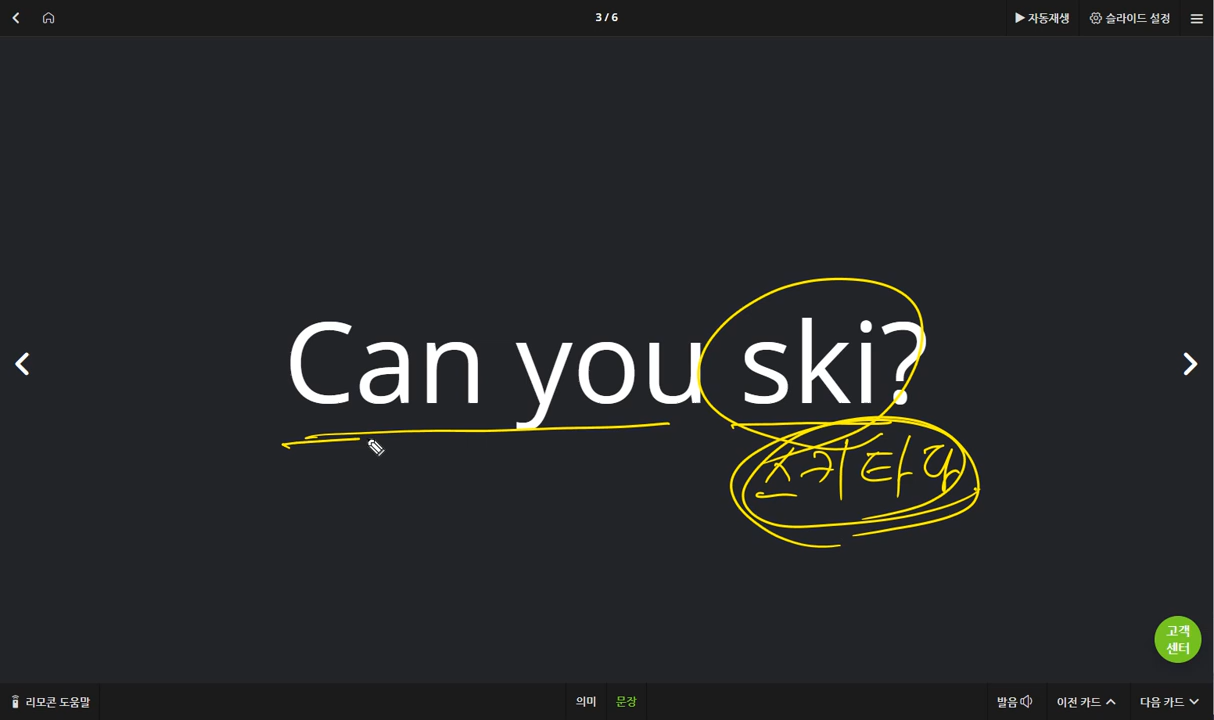 3 / 6
자동재생
슬라이드 설정
Can you ski?
스키타다
고객
센터
리모콘 도움말
의미
문장
발음
이전 카드
다음 카드